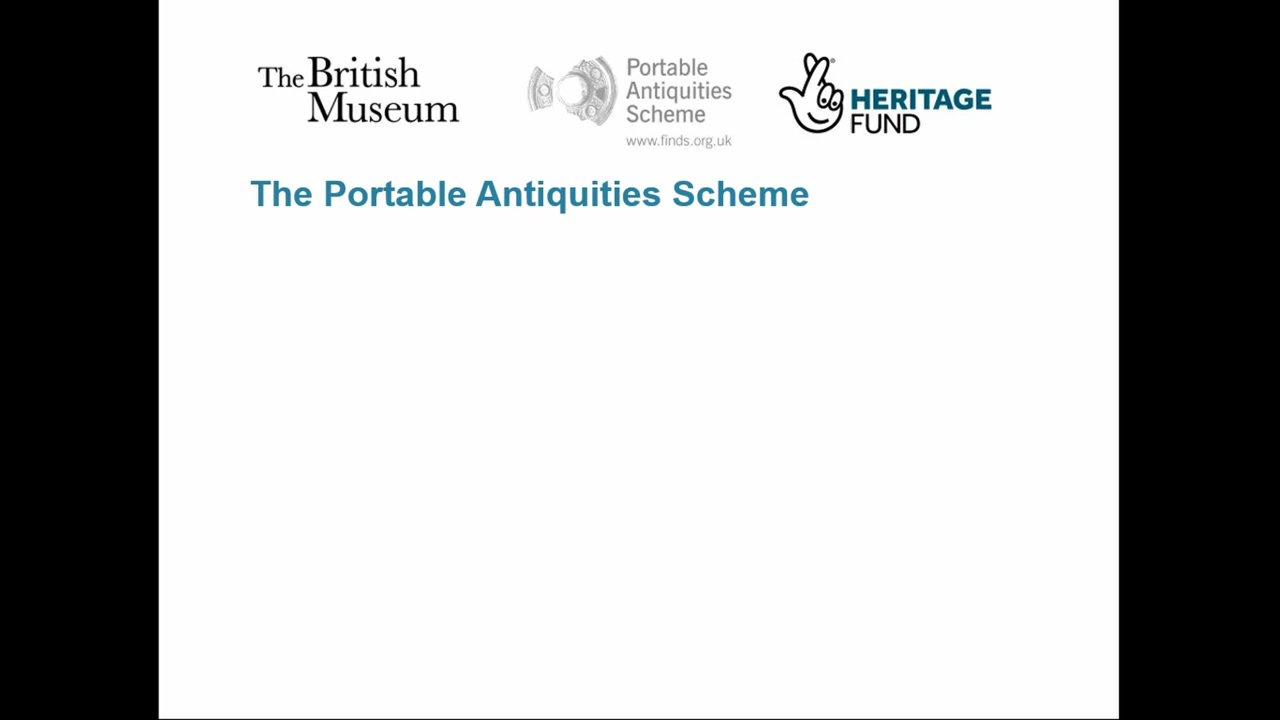 The British
Museum
Portable
Antiquities
Scheme
www.finds.org.uk
HERITAGE
FUND
The Portable Antiquities Scheme